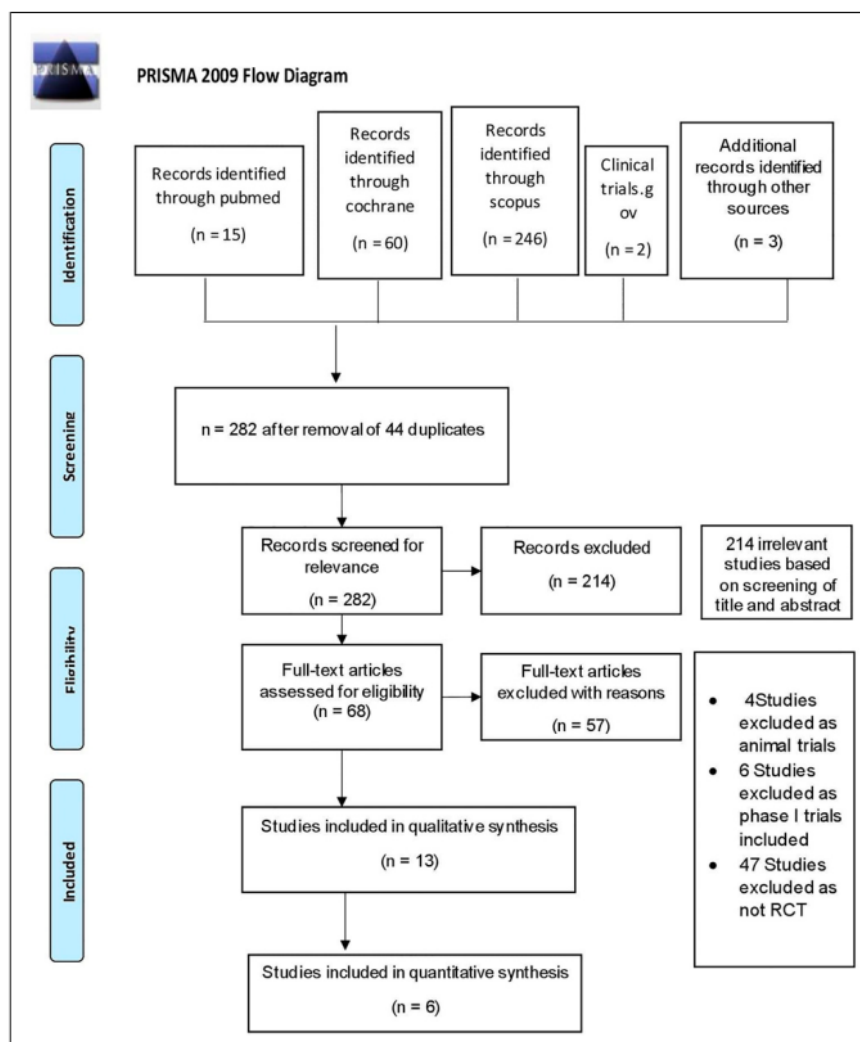 PRISMA
PRISMA 2009 Flow Diagram
Identification
Records identified
through pubmed
(n = 15)
Records
identified
through
cochrane
(n = 60)
Records
identified
through
scopus
(n = 246)
Clinical
trials.g
ov
(n = 2)
Additional
records identified
through other
sources
(n = 3)
Screening
n = 282 after removal of 44 duplicates
Records screened for
relevance
(n = 282)
Records excluded
(n = 214)
214 irrelevant
studies based
on screening of
title and abstract
Eligibility
Full-text articles
assessed for eligibility
(n = 68)
Full-text articles
excluded with reasons
(n = 57)
• 4Studies
excluded as
animal trials
• 6 Studies
excluded as
phase I trials
included
• 47 Studies
excluded as
not RCT
Included
Studies included in qualitative synthesis
(n = 13)
Studies included in quantitative synthesis
(n = 6)